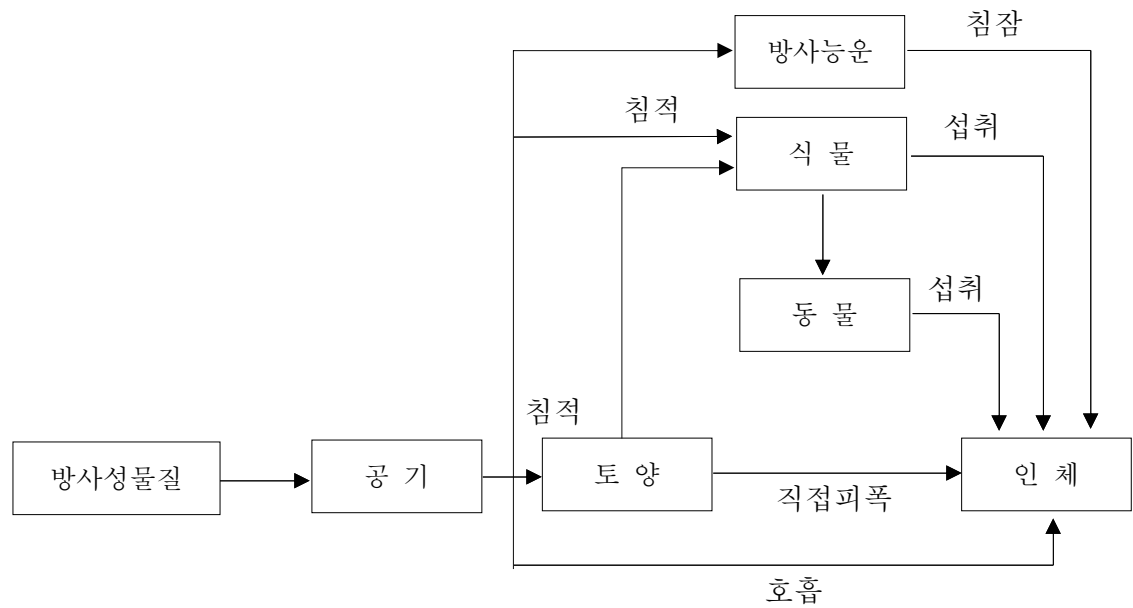 침잠
방사능운
침적
섭취
식 물
섭취
동 물
침적
방사성물질
공 기
토 양
인 체
직접피폭
호흡